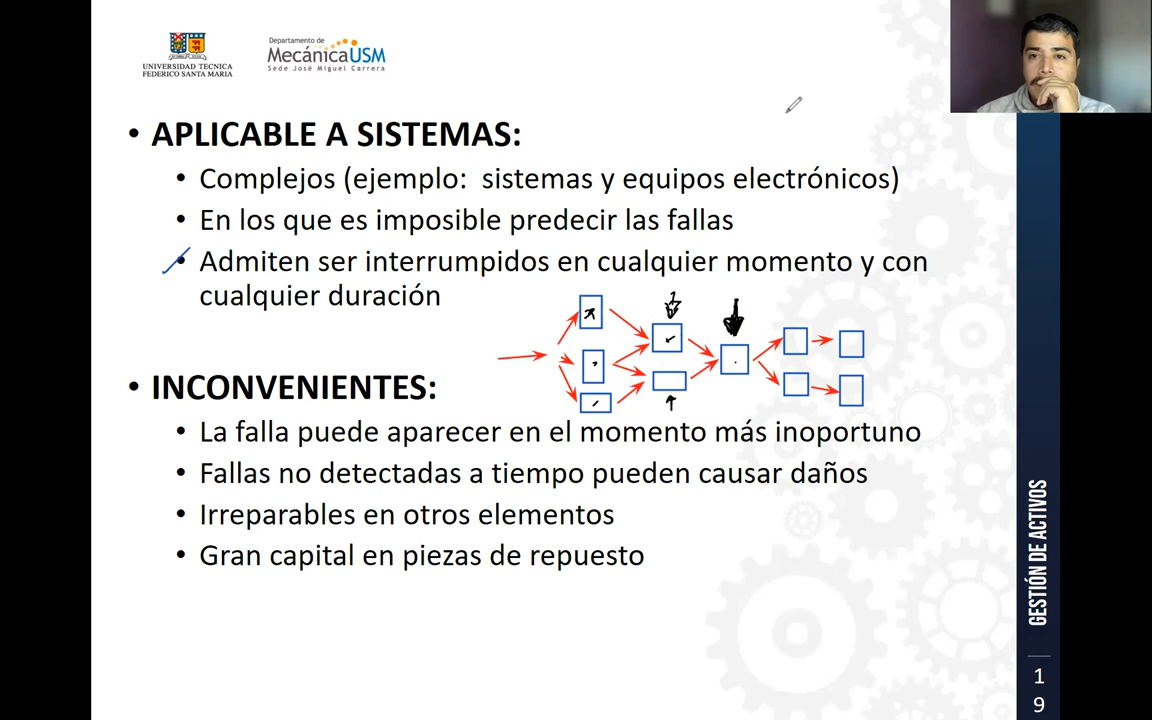 UNIVERSIDAD TECNICA
FEDERICO SANTA MARIA
Departamento de
MecánicaUSM
Sede José Miguel Carrera
• APLICABLE A SISTEMAS:
• Complejos (ejemplo: sistemas y equipos electrónicos)
• En los que es imposible predecir las fallas
• Admiten ser interrumpidos en cualquier momento y con
cualquier duración
• INCONVENIENTES:
• La falla puede aparecer en el momento más inoportuno
• Fallas no detectadas a tiempo pueden causar daños
• Irreparables en otros elementos
• Gran capital en piezas de repuesto
GESTIÓN DE ACTIVOS
1
9